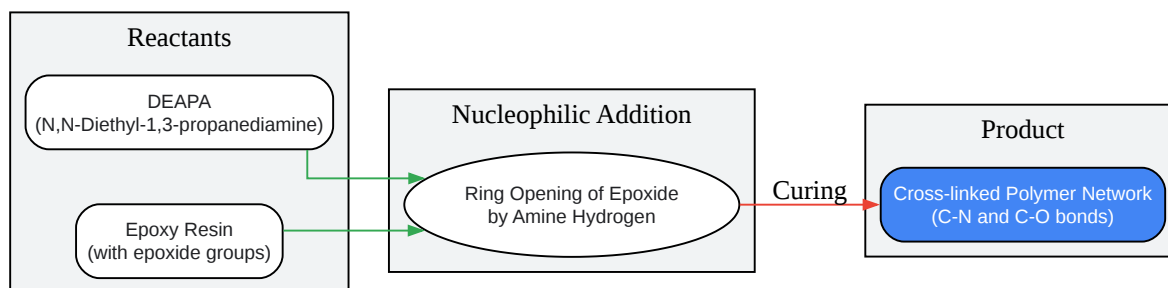 Reactants
DEAPA
(N,N-Diethyl-1,3-propanediamine)
Epoxy Resin
(with epoxide groups)
Nucleophilic Addition
Ring Opening of Epoxide
by Amine Hydrogen
Curing
Product
Cross-linked Polymer Network
(C-N and C-O bonds)